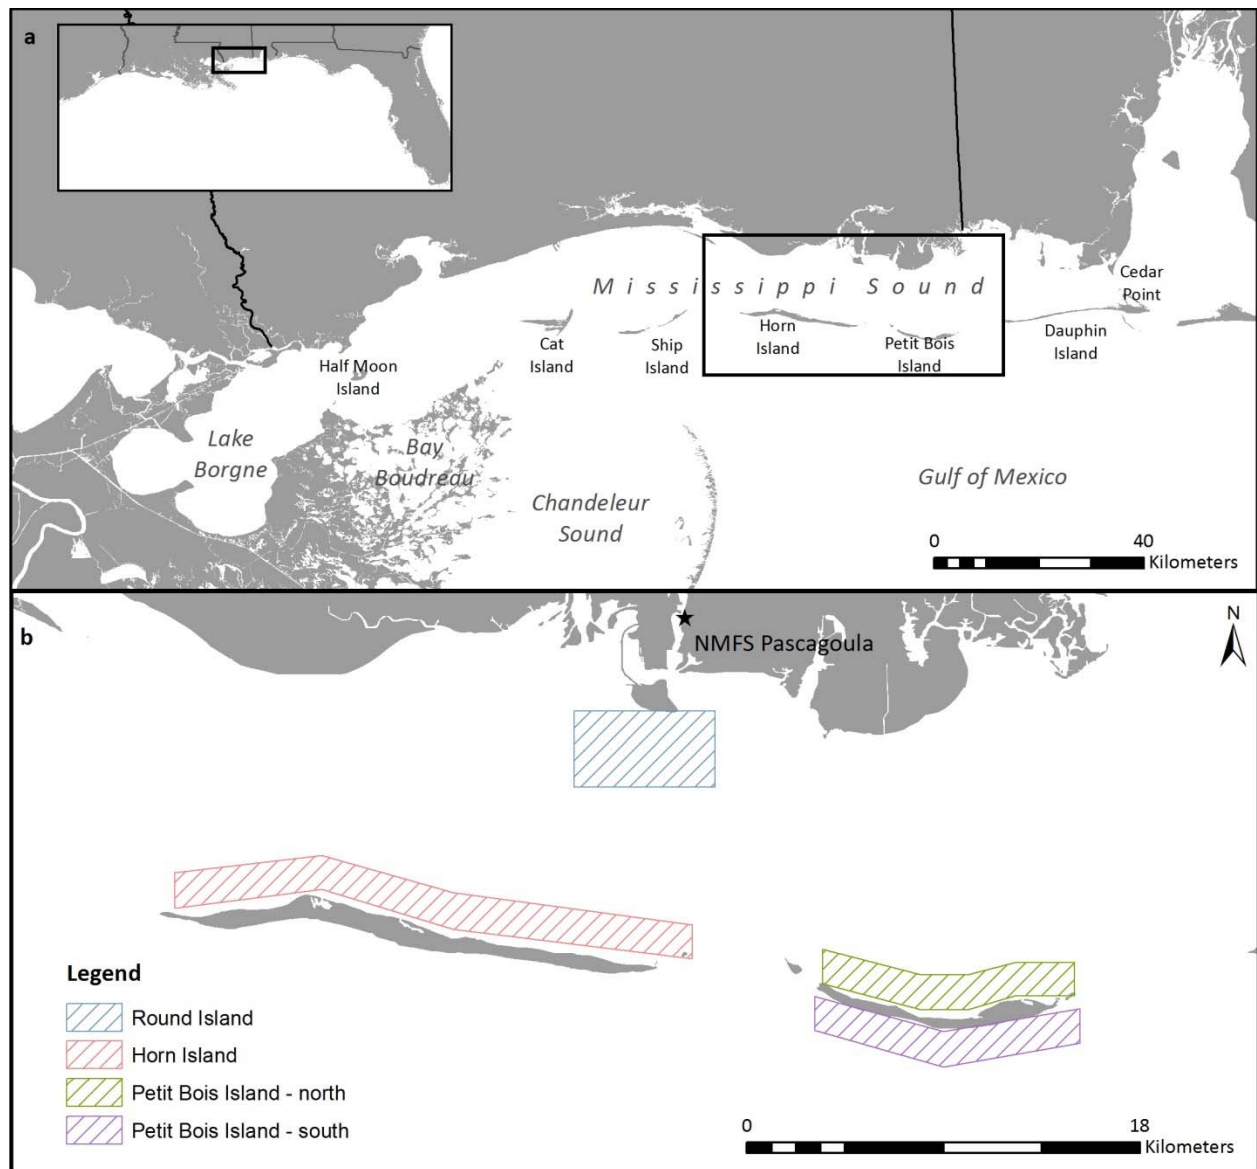 a
Mississippi Sound
Cedar
Point
Horn
Island
Petit Bois
Island
Dauphin
Island
Cat
Island
Ship
Island
Half Moon
Island
Lake
Borgne
Bay
Boudreau
Chandeleur
Sound
Gulf of Mexico
0 40
Kilometers
b
N
NMFS Pascagoula
Legend
Round Island
Horn Island
Petit Bois Island - north
Petit Bois Island - south
0 18
Kilometers